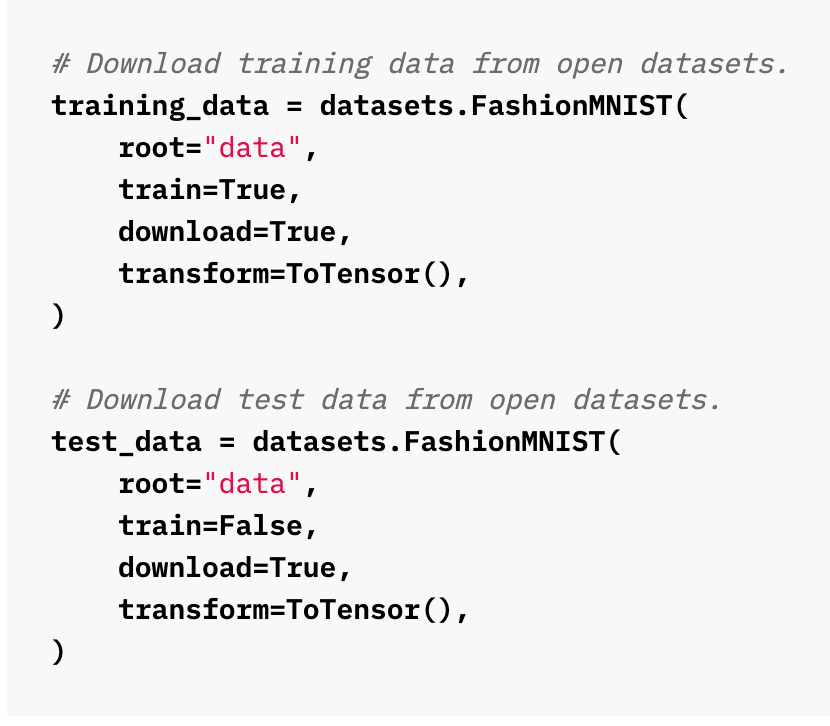 # Download training data from open datasets.
training_data = datasets.FashionMNIST(
    root="data",
    train=True,
    download=True,
    transform=ToTensor(),
)

# Download test data from open datasets.
test_data = datasets.FashionMNIST(
    root="data",
    train=False,
    download=True,
    transform=ToTensor(),
)